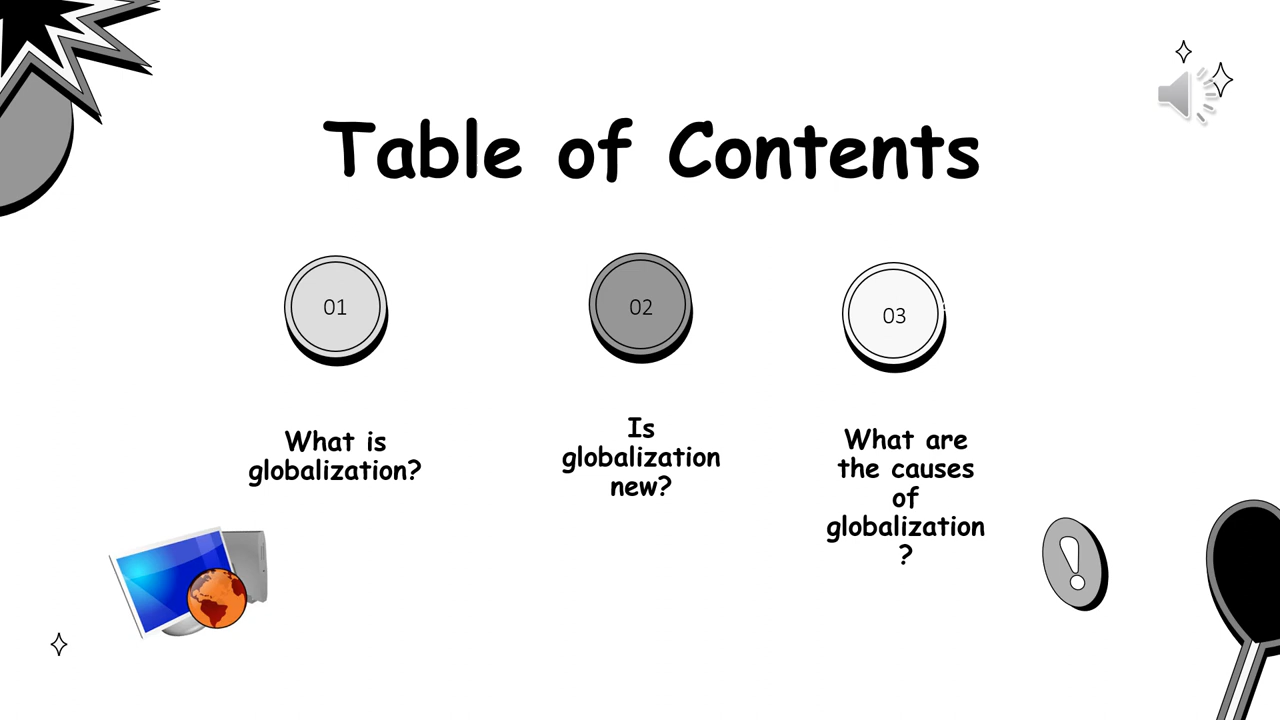 Table of Contents
01
02
03
What is
globalization?
Is
globalization
new?
What are
the causes
of
globalization
?